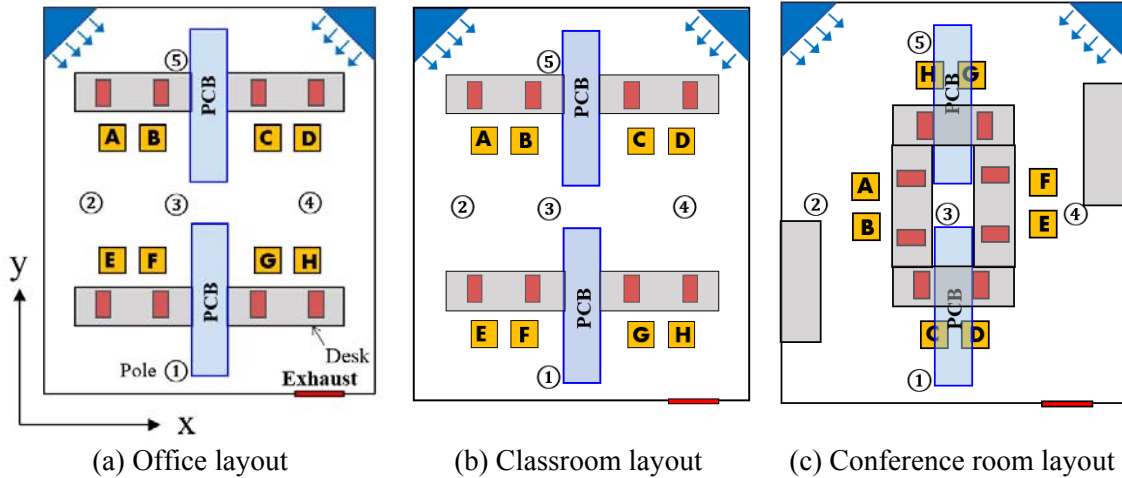 ⑤
PCB
A B C D
② ③ ④
E F G H
PCB
Pole ①
Desk
Exhaust
y
x
(a) Office layout
⑤
PCB
A B C D
② ③ ④
PCB
E F G H
①
(b) Classroom layout
⑤
H G
PCB
A F
② ③ ④
B E
PCB
C D
①
(c) Conference room layout